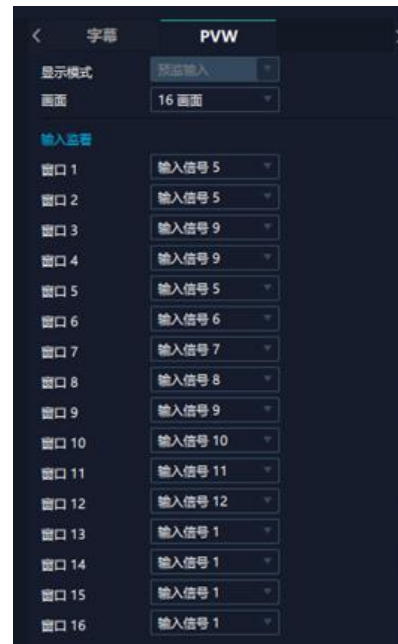 字幕 PVW
显示模式 预监输入
画面 16 画面
输入监看
窗口 1 输入信号 5
窗口 2 输入信号 5
窗口 3 输入信号 9
窗口 4 输入信号 9
窗口 5 输入信号 5
窗口 6 输入信号 6
窗口 7 输入信号 7
窗口 8 输入信号 8
窗口 9 输入信号 9
窗口 10 输入信号 10
窗口 11 输入信号 11
窗口 12 输入信号 12
窗口 13 输入信号 1
窗口 14 输入信号 1
窗口 15 输入信号 1
窗口 16 输入信号 1